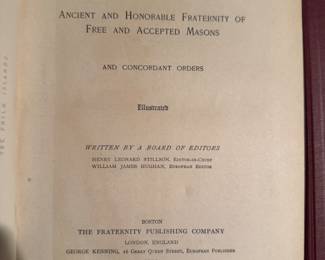 ANCIENT AND HONORABLE FRATERNITY OF
FREE AND ACCEPTED MASONS
AND CONCORDANT ORDERS
Illustrated
WRITTEN BY A BOARD OF EDITORS
HENRY LEONARD STILLSON, EDITOR-IN-CHIEF
WILLIAM JAMES HUGHAN, EUROPEAN EDITOR
BOSTON
THE FRATERNITY PUBLISHING COMPANY
LONDON, ENGLAND
GEORGE KENNING, 16 GREAT QUEEN STREET, EUROPEAN PUBLISHER